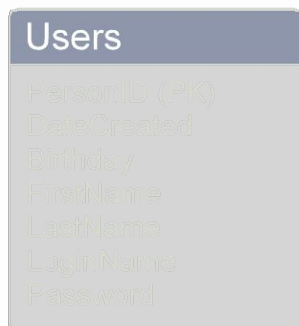 Users
PersonID (PK)
DateCreated
Birthday
FirstName
LastName
LoginName
Password